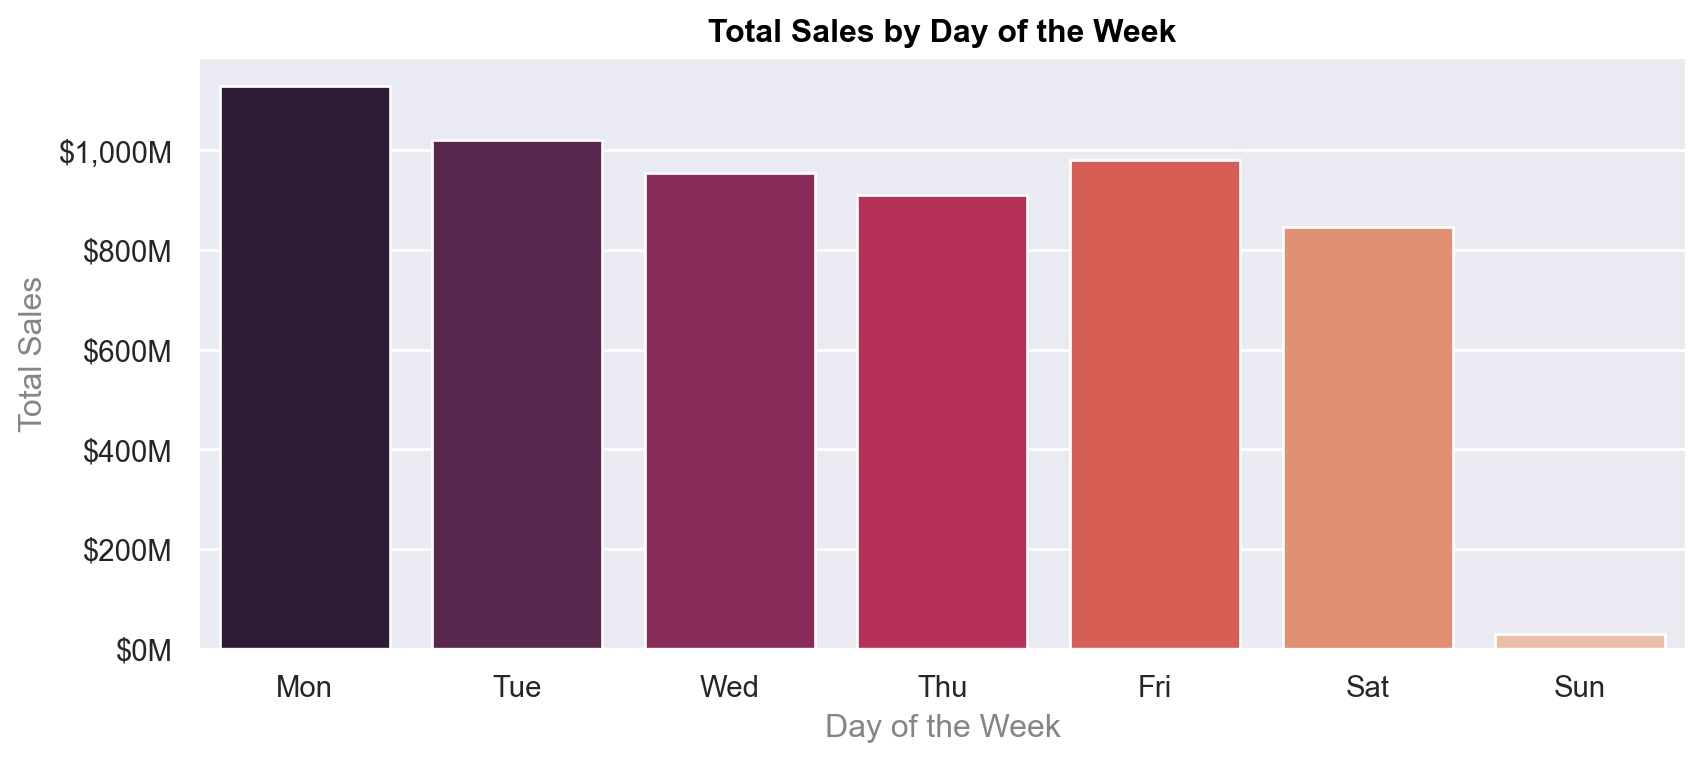 Total Sales by Day of the Week
Total Sales
$1,000M
$800M
$600M
$400M
$200M
$0M
Mon Tue Wed Thu Fri Sat Sun
Day of the Week